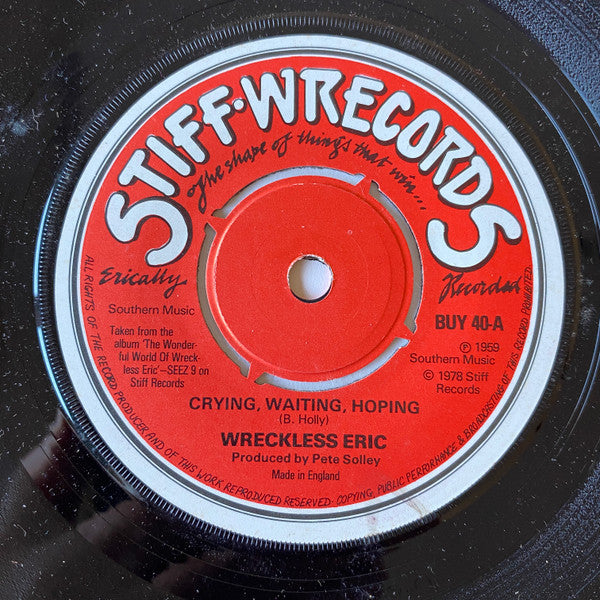 STIFF·WRECORDS
The shape of things that win...
Erically
Recorded
Southern Music
Taken from the
album 'The Wonder-
ful World Of Wreck-
less Eric'–SEEZ 9 on
Stiff Records
BUY 40-A
Ⓟ 1959
Southern Music
© 1978 Stiff
Records
CRYING, WAITING, HOPING
(B. Holly)
WRECKLESS ERIC
Produced by Pete Solley
Made in England
ALL RIGHTS OF THE RECORD PRODUCER AND OF THIS WORK REPRODUCED RESERVED · COPYING, PUBLIC PERFORMANCE & BROADCASTING OF THIS RECORD PROHIBITED